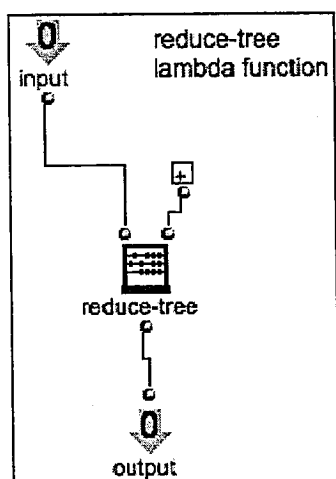 0
input
reduce-tree
lambda function
+
reduce-tree
0
output